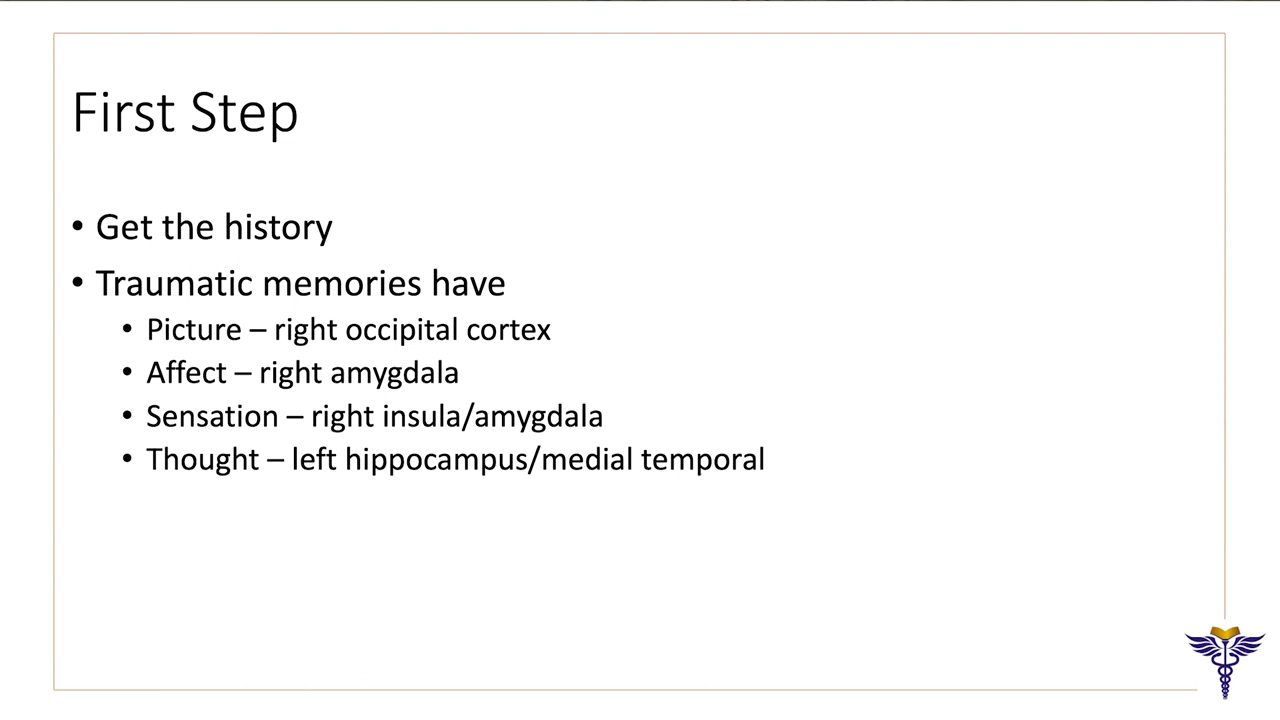 First Step
• Get the history
• Traumatic memories have
• Picture – right occipital cortex
• Affect – right amygdala
• Sensation – right insula/amygdala
• Thought – left hippocampus/medial temporal